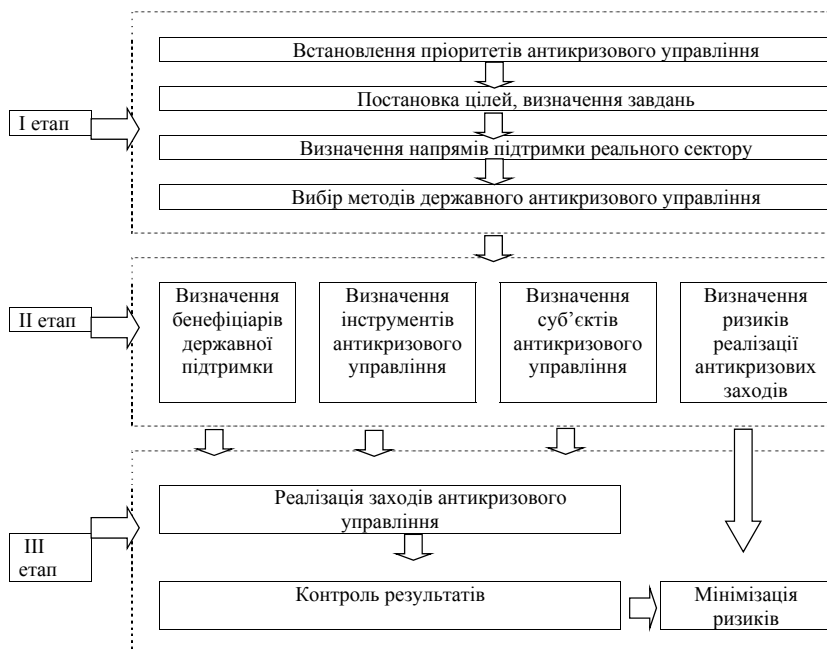 І етап
Встановлення пріоритетів антикризового управління
Постановка цілей, визначення завдань
Визначення напрямів підтримки реального сектору
Вибір методів державного антикризового управління
ІІ етап
Визначення
бенефіціарів
державної
підтримки
Визначення
інструментів
антикризового
управління
Визначення
суб’єктів
антикризового
управління
Визначення
ризиків
реалізації
антикризових
заходів
ІІІ
етап
Реалізація заходів антикризового
управління
Контроль результатів
Мінімізація
ризиків